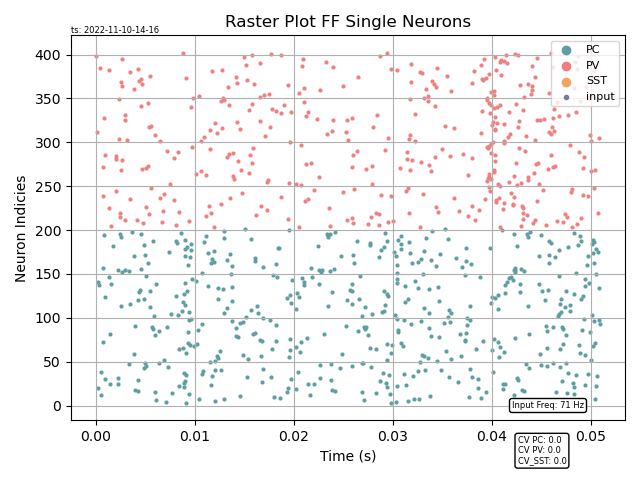 Raster Plot FF Single Neurons
ts: 2022-11-10-14-16
PC
PV
SST
input
400
350
300
250
200
150
100
50
0
Neuron Indicies
0.00 0.01 0.02 0.03 0.04 0.05
Time (s)
Input Freq: 71 Hz
CV PC: 0.0
CV PV: 0.0
CV_SST: 0.0